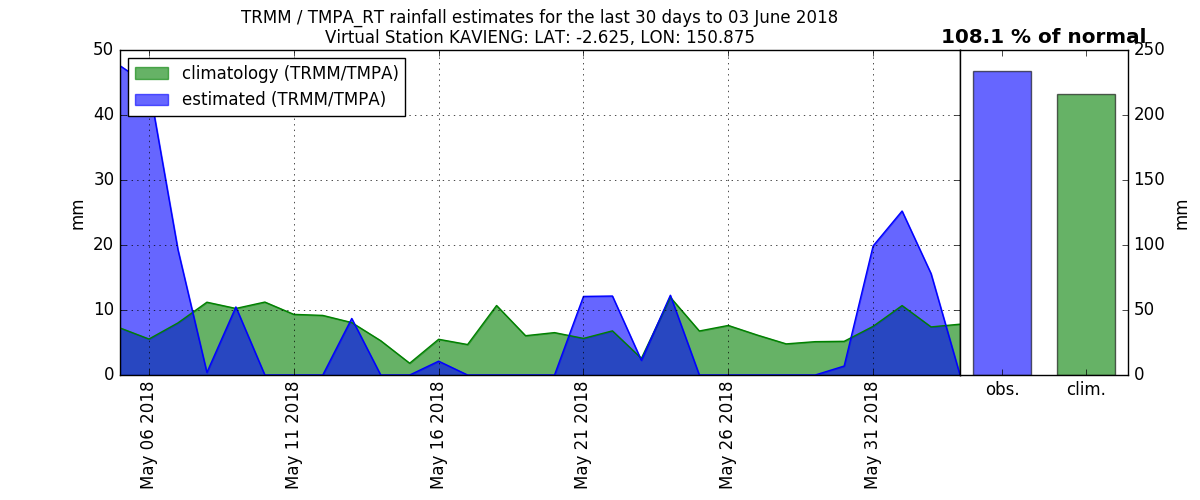 TRMM / TMPA_RT rainfall estimates for the last 30 days to 03 June 2018
Virtual Station KAVIENG: LAT: -2.625, LON: 150.875
108.1 % of normal
climatology (TRMM/TMPA)
estimated (TRMM/TMPA)
50
40
30
20
10
0
mm
May 06 2018
May 11 2018
May 16 2018
May 21 2018
May 26 2018
May 31 2018
obs.
clim.
250
200
150
100
50
0
mm